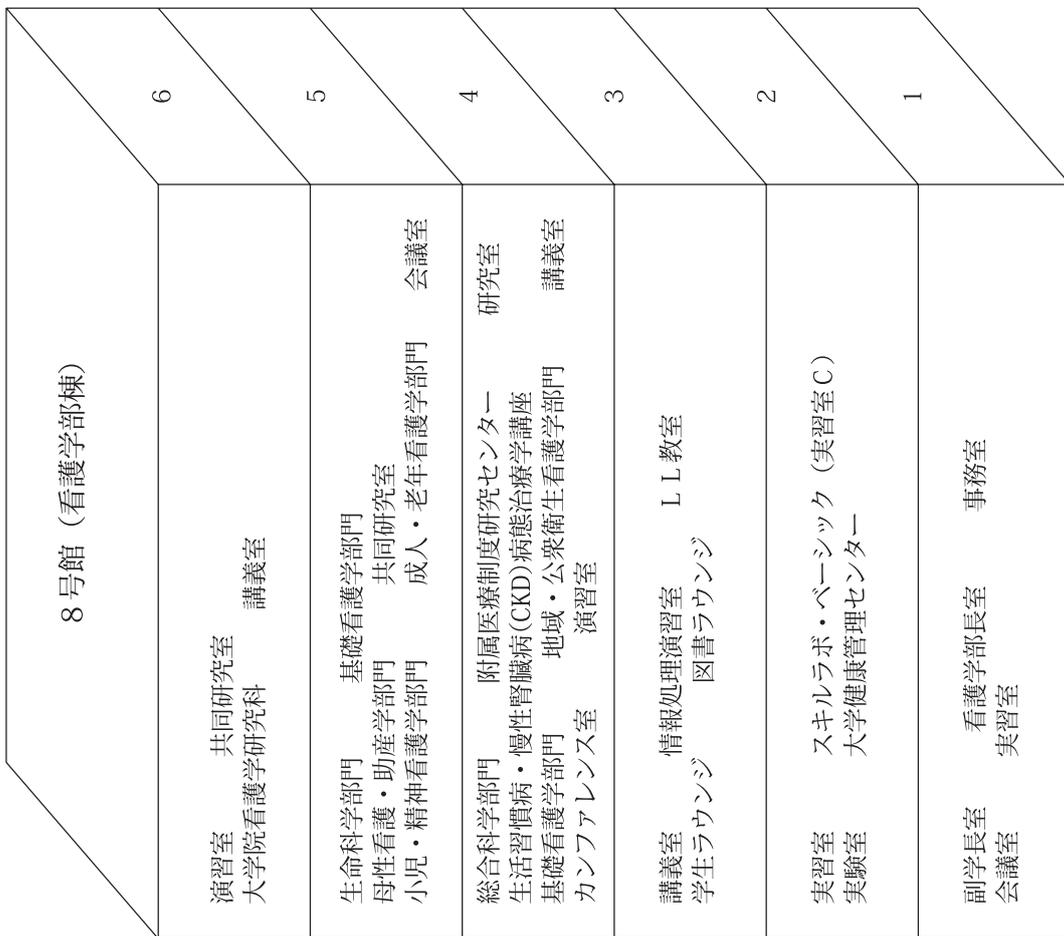 ８号館（看護学部棟）
6
演習室　共同研究室
大学院看護学研究科　講義室
5
生命科学部門　基礎看護学部門
母性看護・助産学部門　共同研究室
小児・精神看護学部門　成人・老年看護学部門　会議室
4
総合科学部門　附属医療制度研究センター　研究室
生活習慣病・慢性腎臓病(CKD)病態治療学講座
基礎看護学部門　地域・公衆衛生看護学部門　講義室
カンファレンス室　演習室
3
講義室　情報処理演習室　ＬＬ教室
学生ラウンジ　図書ラウンジ
2
実習室　スキルラボ・ベーシック（実習室Ｃ）
実験室　大学健康管理センター
1
副学長室　看護学部長室　事務室
会議室　実習室